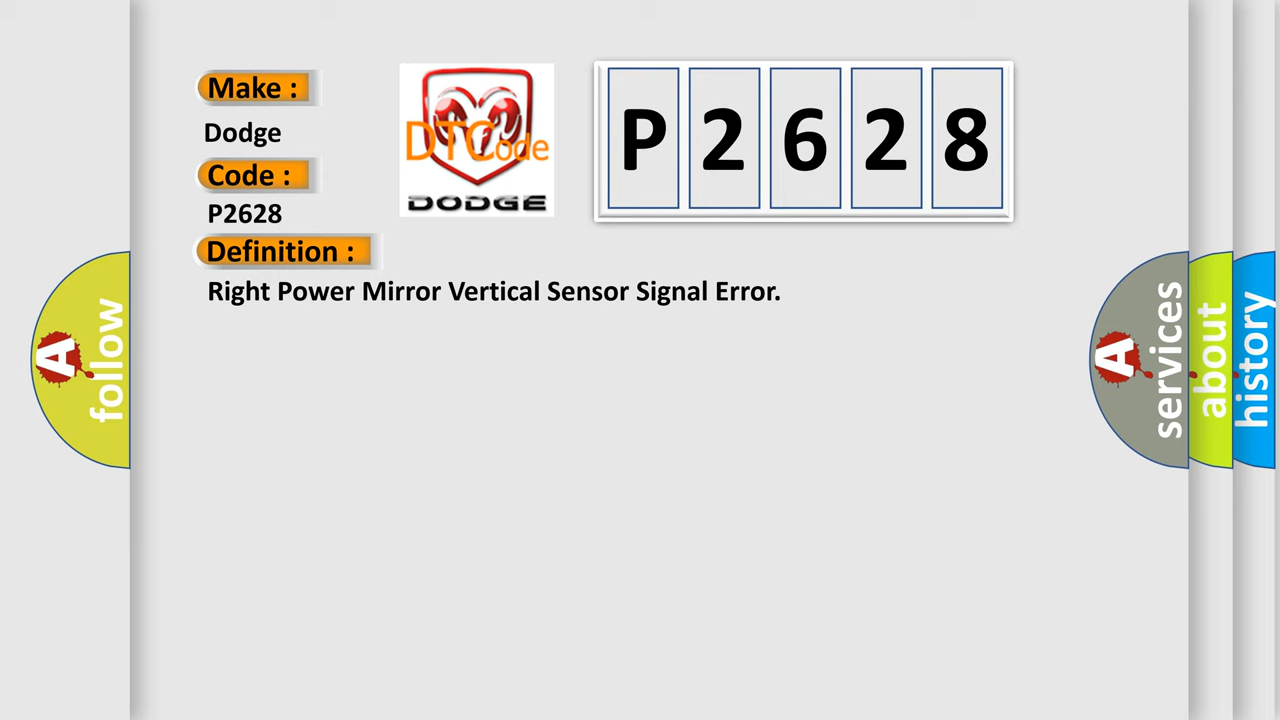 Make :
Dodge
Code :
P2628
Definition :
Right Power Mirror Vertical Sensor Signal Error.
DTCode
DODGE
P 2 6 2 8
A follow
A services
about
history